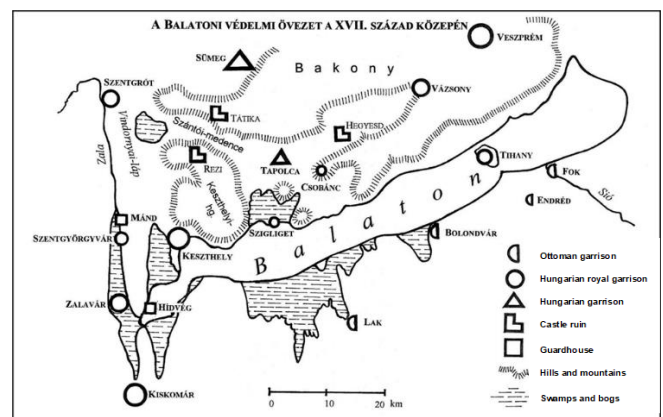 A BALATONI VÉDELMI ÖVEZET A XVII. SZÁZAD KÖZEPÉN
VESZPRÉM
SÜMEG
Bakony
SZENTGRÓT
VÁZSONY
TÁTIKA
HEGYESD
Szántói-medence
Vindornyai-láp
Zala
REZI
TAPOLCA
CSOBÁNC
TIHANY
FOK
Sió
ENDRÉD
Keszthelyi-hg.
MÁND
SZENTGYÖRGYVÁR
KESZTHELY
SZIGLIGET
Balaton
BOLONDVÁR
ZALAVÁR
HÍDVÉG
LAK
KISKOMÁR
0 10 20
km
Ottoman garrison
Hungarian royal garrison
Hungarian garrison
Castle ruin
Guardhouse
Hills and mountains
Swamps and bogs